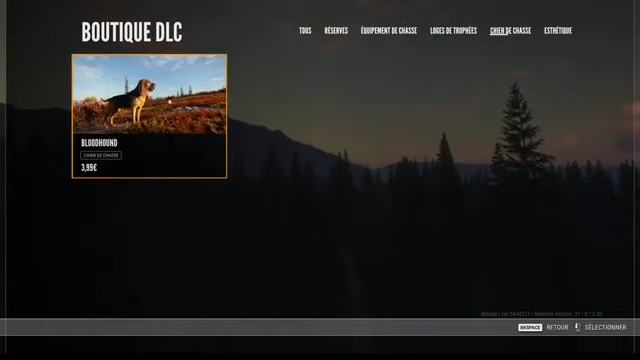 BOUTIQUE DLC
TOUS RÉSERVES ÉQUIPEMENT DE CHASSE LOGES DE TROPHÉES CHIEN DE CHASSE ESTHÉTIQUE
BLOODHOUND
CHIEN DE CHASSE
3,99€
BKSPACE RETOUR SÉLECTIONNER